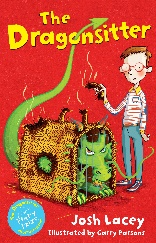 The
Dragonsitter
Josh Lacey
Illustrated by Garry Parsons